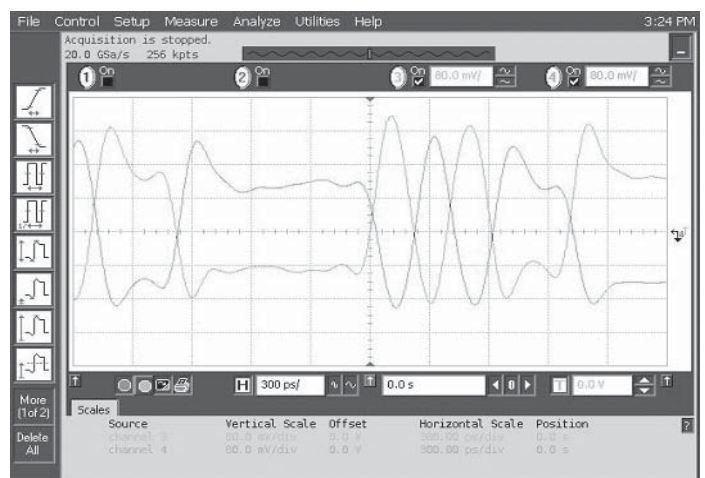 File Control Setup Measure Analyze Utilities Help 3:24 PM
Acquisition is stopped.
20.0 GSa/s 256 kpts
1 On 2 On 3 On 80.0 mV/ 4 On 80.0 mV/
H 300 ps/ 0.0 s 0 T 0.0 V
More
(1of 2)
Delete
All
Scales
Source Vertical Scale Offset Horizontal Scale Position
channel 3 80.0 mV/div 0.0 V 300.00 ps/div 0.0 s
channel 4 80.0 mV/div 0.0 V 300.00 ps/div 0.0 s
?